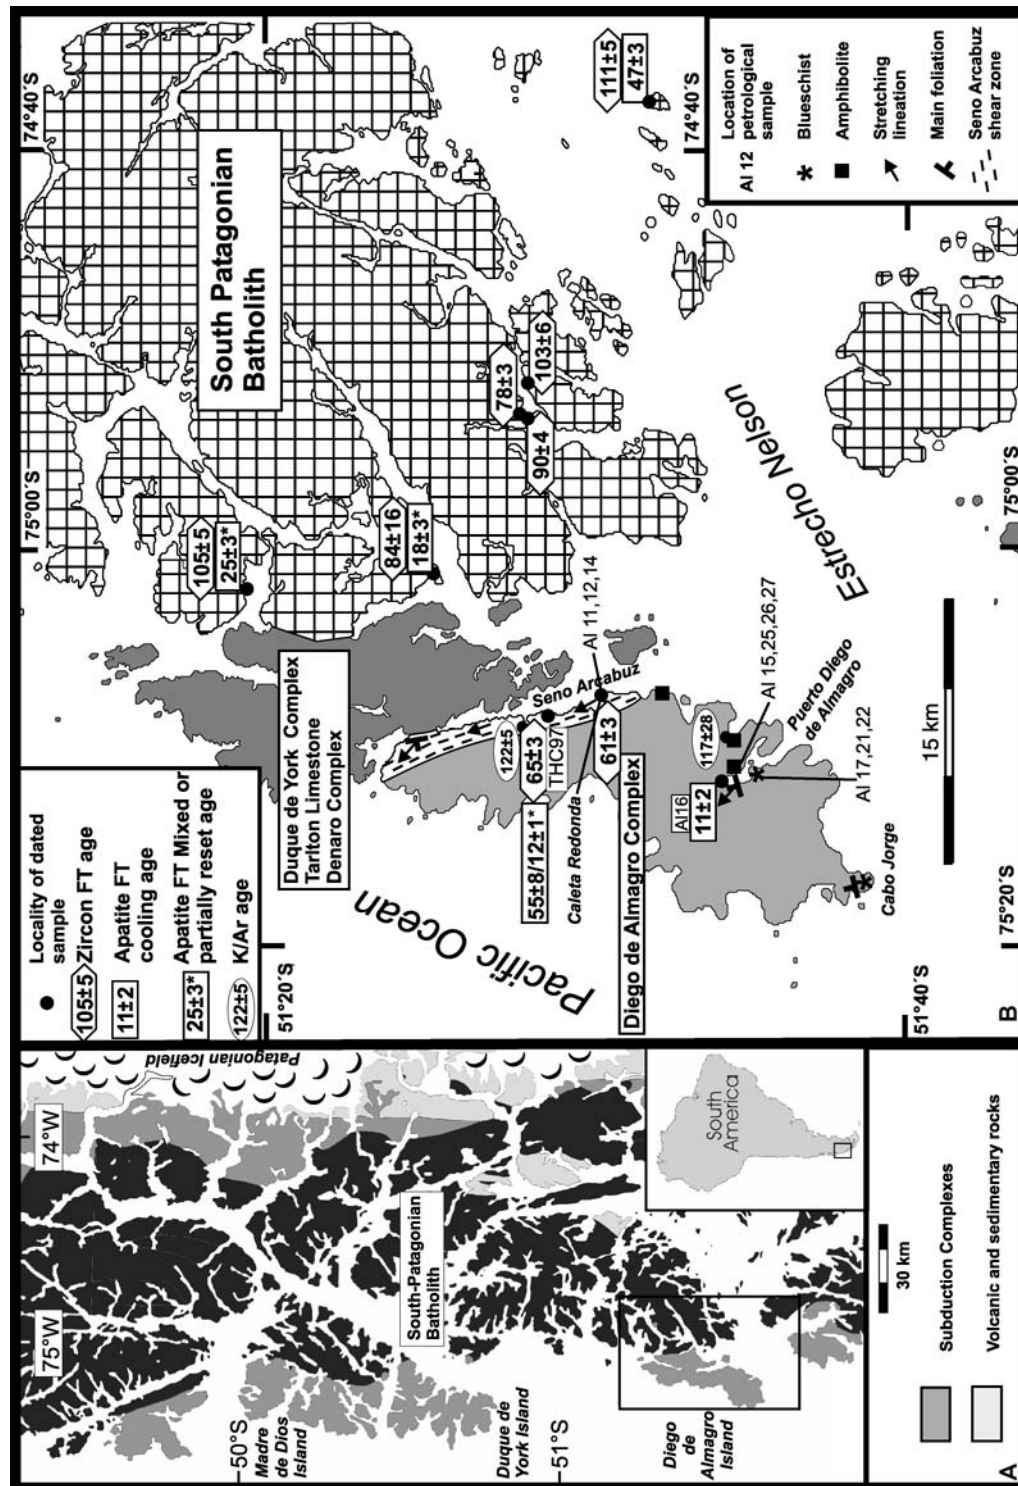 74°40´S
75°00´S
Locality of dated
sample
105±5
Zircon FT age
11±2
Apatite FT
cooling age
25±3*
Apatite FT Mixed or
partially reset age
122±5
K/Ar age
51°20´S
Duque de York Complex
Tarlton Limestone
Denaro Complex
South Patagonian
Batholith
105±5
25±3*
84±16
18±3*
78±3
103±6
90±4
111±5
47±3
Pacific Ocean
122±5
65±3
THC97
55±8/12±1*
Seno Arcabuz
Caleta Redonda
61±3
Al 11,12,14
Diego de Almagro Complex
Al16
11±2
117±28
Al 15,25,26,27
Puerto Diego
de Almagro
Al 17,21,22
Cabo Jorge
Estrecho Nelson
15 km
51°40´S
75°20´S
75°00´S
74°40´S
Al 12
Location of
petrological
sample
Blueschist
Amphibolite
Stretching
lineation
Main foliation
Seno Arcabuz
shear zone
B
75°W
74°W
Patagonian Icefield
50°S
Madre
de Dios
Island
South-Patagonian
Batholith
Duque de
York Island
51°S
Diego
de
Almagro
Island
South
America
30 km
Subduction Complexes
Volcanic and sedimentary rocks
A